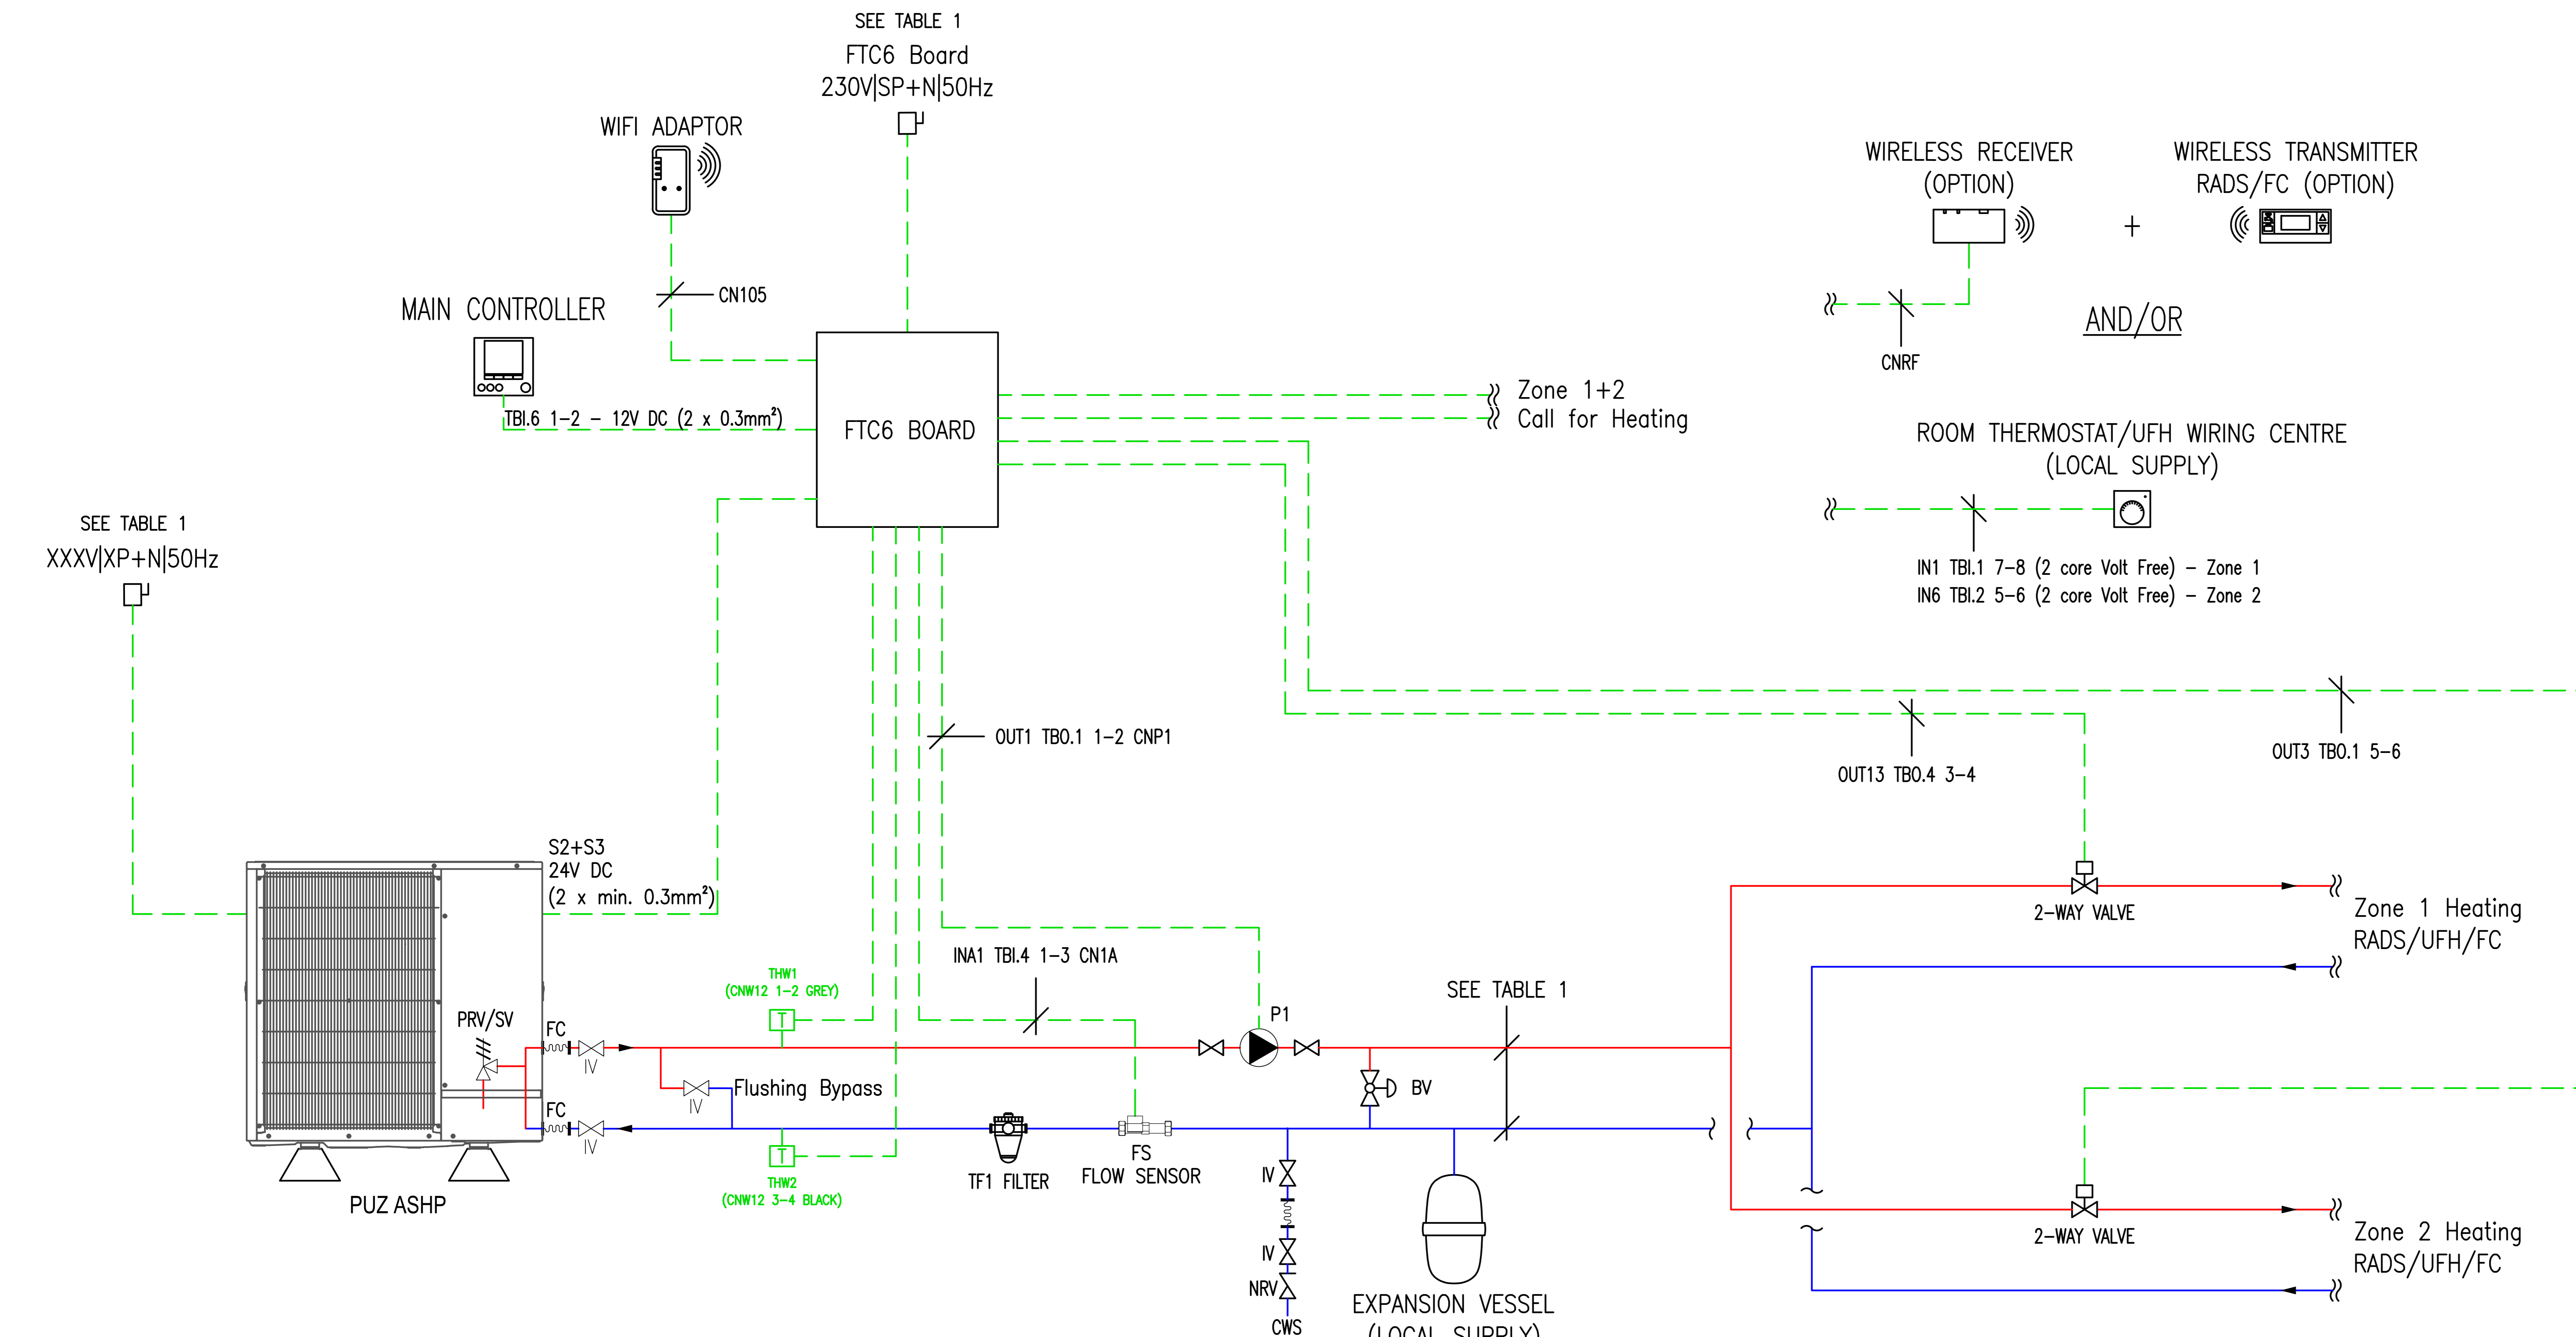 SEE TABLE 1
FTC6 Board
230V|SP+N|50Hz
WIFI ADAPTOR
CN105
MAIN CONTROLLER
TBI.6 1-2 - 12V DC (2 x 0.3mm²)
FTC6 BOARD
Zone 1+2
Call for Heating
WIRELESS RECEIVER
(OPTION)
+
WIRELESS TRANSMITTER
RADS/FC (OPTION)
CNRF
AND/OR
ROOM THERMOSTAT/UFH WIRING CENTRE
(LOCAL SUPPLY)
IN1 TBI.1 7-8 (2 core Volt Free) - Zone 1
IN6 TBI.2 5-6 (2 core Volt Free) - Zone 2
SEE TABLE 1
XXXV|XP+N|50Hz
OUT1 TBO.1 1-2 CNP1
OUT13 TBO.4 3-4
OUT3 TBO.1 5-6
S2+S3
24V DC
(2 x min. 0.3mm²)
2-WAY VALVE
Zone 1 Heating
RADS/UFH/FC
THW1
(CNW12 1-2 GREY)
T
INA1 TBI.4 1-3 CN1A
P1
SEE TABLE 1
PRV/SV
FC
IV
Flushing Bypass
IV
BV
FC
IV
T
THW2
(CNW12 3-4 BLACK)
TF1 FILTER
FS
FLOW SENSOR
IV
IV
NRV
CWS
EXPANSION VESSEL
(LOCAL SUPPLY)
PUZ ASHP
2-WAY VALVE
Zone 2 Heating
RADS/UFH/FC